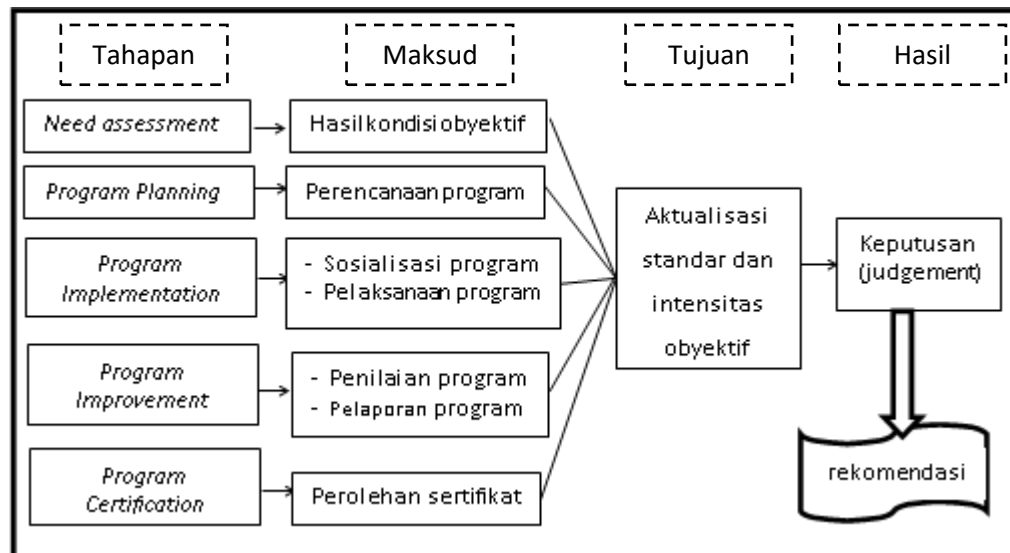 Tahapan
Maksud
Tujuan
Hasil
Need assessment
Hasil kondisi obyektif
Program Planning
Perencanaan program
Program
Implementation
- Sosialisasi program
- Pelaksanaan program
Program
Improvement
- Penilaian program
- Pelaporan program
Program
Certification
Perolehan sertifikat
Aktualisasi
standar dan
intensitas
obyektif
Keputusan
(judgement)
rekomendasi